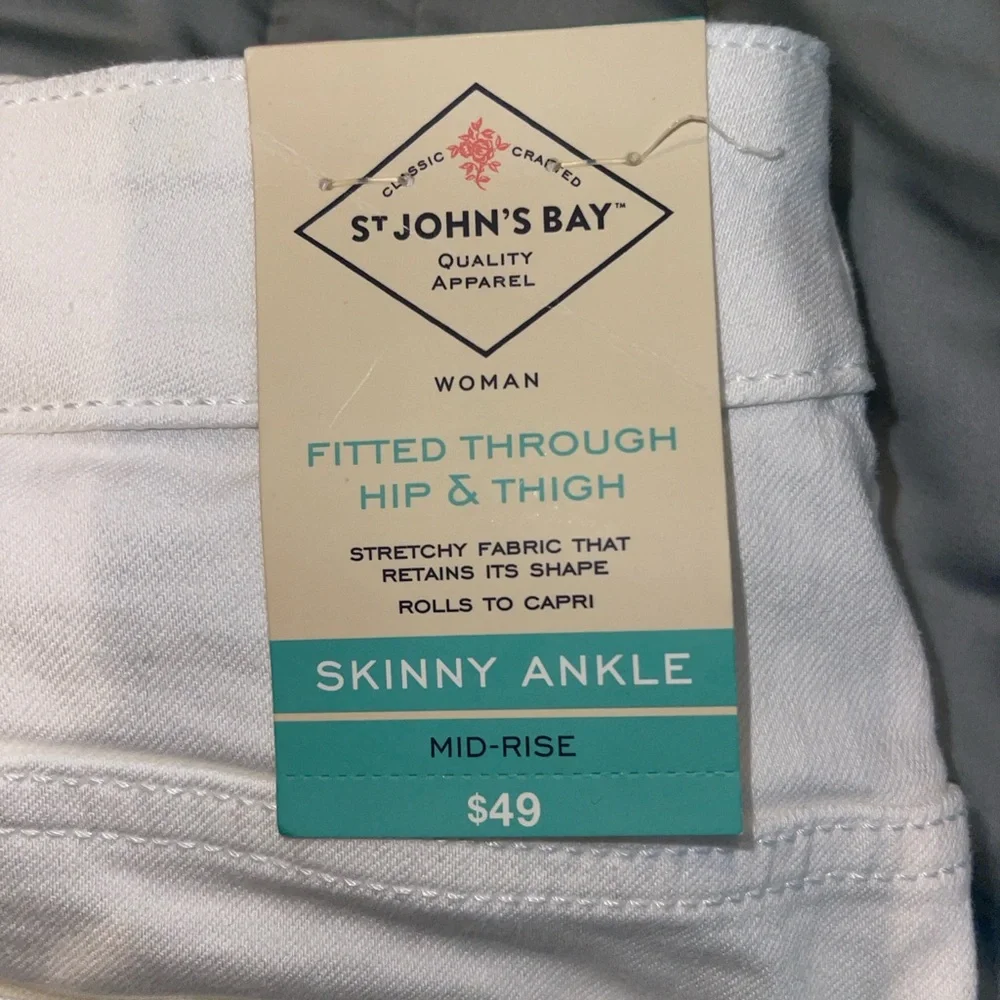 CLASSIC CRAFTED
ST JOHN'S BAY™
QUALITY
APPAREL
WOMAN
FITTED THROUGH
HIP & THIGH
STRETCHY FABRIC THAT
RETAINS ITS SHAPE
ROLLS TO CAPRI
SKINNY ANKLE
MID-RISE
$49